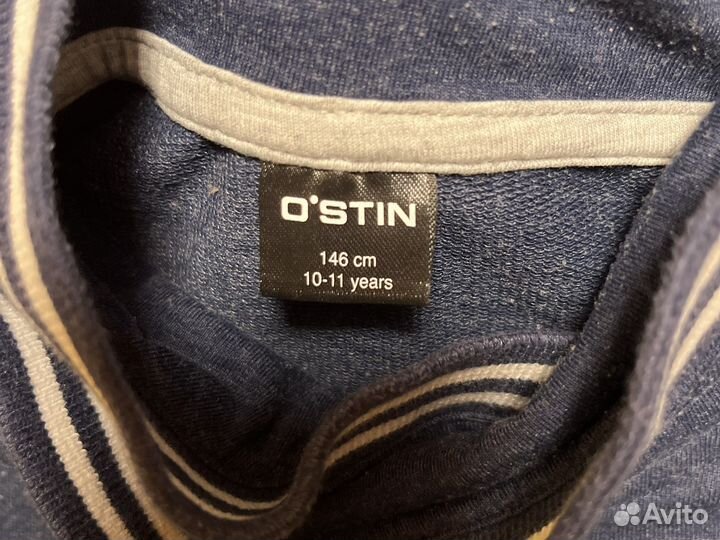 O'STIN
146 cm
10-11 years
Avito